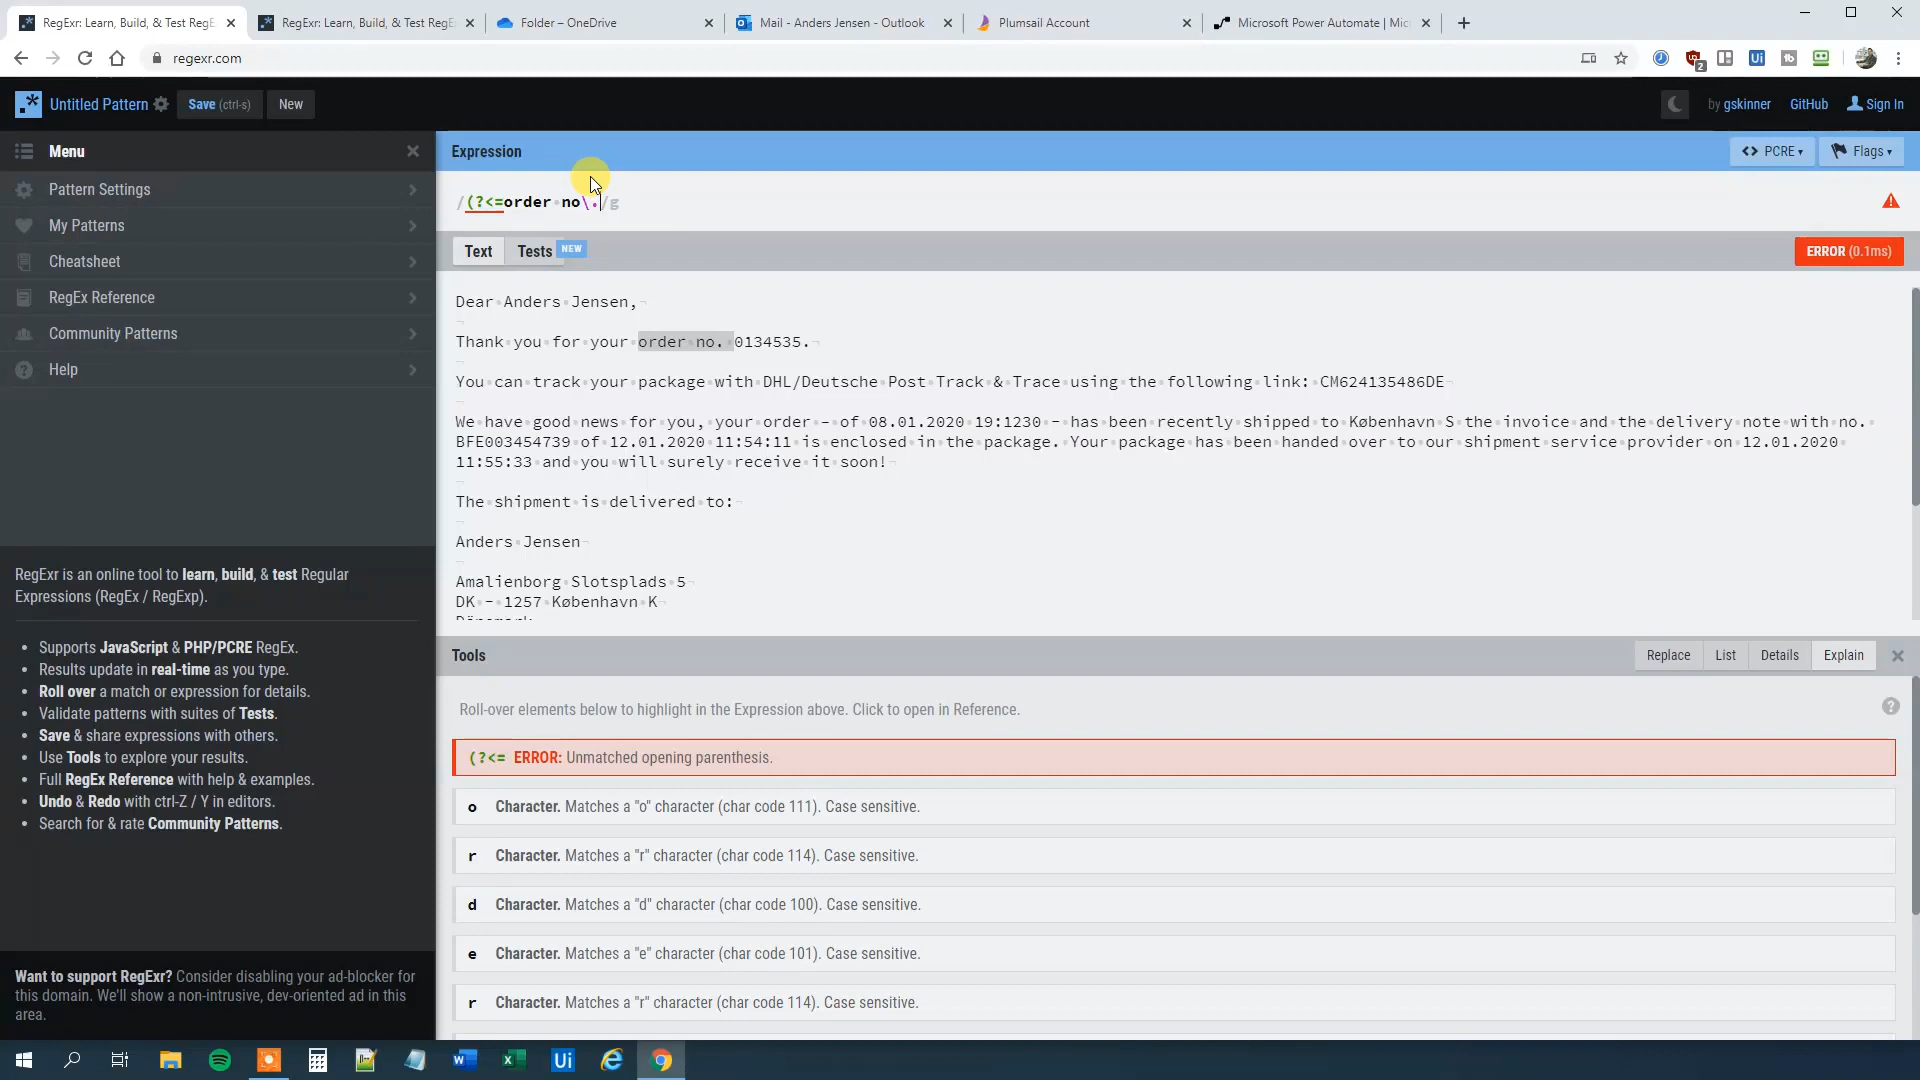 RegExr: Learn, Build, & Test RegE
RegExr: Learn, Build, & Test RegE
Folder – OneDrive
Mail - Anders Jensen - Outlook
Plumsail Account
Microsoft Power Automate | Mic
regexr.com
2
Untitled Pattern
Save (ctrl-s)
New
by gskinner
GitHub
Sign In
Menu
Expression
PCRE
Flags
Pattern Settings
/(?<=order no\./g
My Patterns
Text
Tests
NEW
ERROR (0.1ms)
Cheatsheet
RegEx Reference
Community Patterns
Help
Dear Anders Jensen,
Thank you for your order no. 0134535.
You can track your package with DHL/Deutsche Post Track & Trace using the following link: CM624135486DE
We have good news for you, your order – of 08.01.2020 19:1230 – has been recently shipped to København S the invoice and the delivery note with no.
BFE003454739 of 12.01.2020 11:54:11 is enclosed in the package. Your package has been handed over to our shipment service provider on 12.01.2020
11:55:33 and you will surely receive it soon!
The shipment is delivered to:
Anders Jensen
Amalienborg Slotsplads 5
DK – 1257 København K
RegExr is an online tool to learn, build, & test Regular
Expressions (RegEx / RegExp).
Supports JavaScript & PHP/PCRE RegEx.
Results update in real-time as you type.
Roll over a match or expression for details.
Validate patterns with suites of Tests.
Save & share expressions with others.
Use Tools to explore your results.
Full RegEx Reference with help & examples.
Undo & Redo with ctrl-Z / Y in editors.
Search for & rate Community Patterns.
Want to support RegExr? Consider disabling your ad-blocker for
this domain. We'll show a non-intrusive, dev-oriented ad in this
area.
Tools
Replace
List
Details
Explain
Roll-over elements below to highlight in the Expression above. Click to open in Reference.
(?<= ERROR: Unmatched opening parenthesis.
o Character. Matches a "o" character (char code 111). Case sensitive.
r Character. Matches a "r" character (char code 114). Case sensitive.
d Character. Matches a "d" character (char code 100). Case sensitive.
e Character. Matches a "e" character (char code 101). Case sensitive.
r Character. Matches a "r" character (char code 114). Case sensitive.